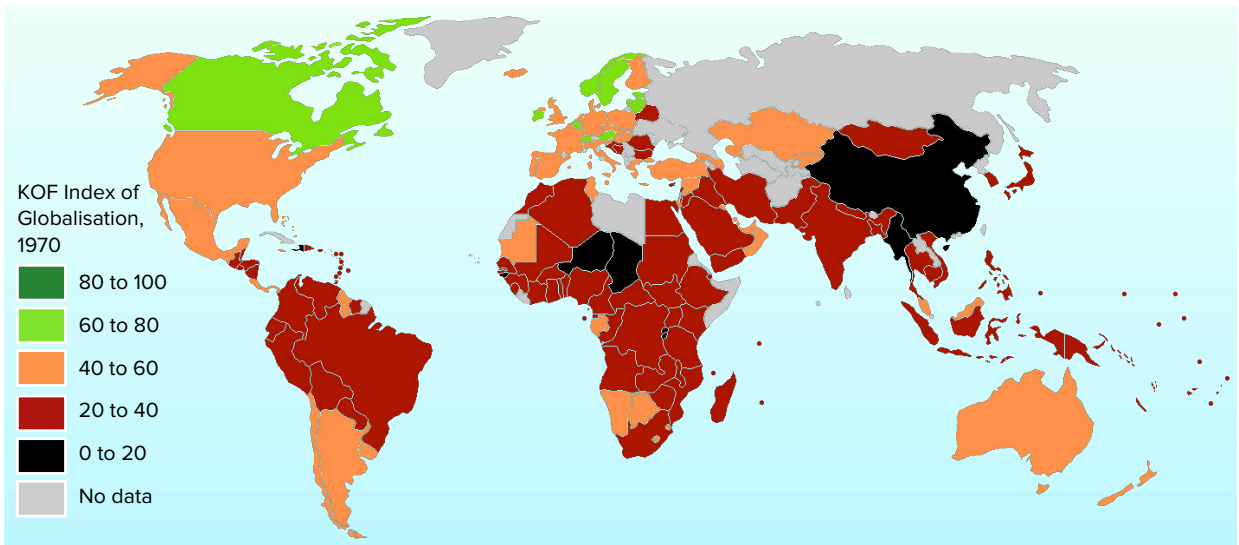 KOF Index of
Globalisation,
1970
80 to 100
60 to 80
40 to 60
20 to 40
0 to 20
No data